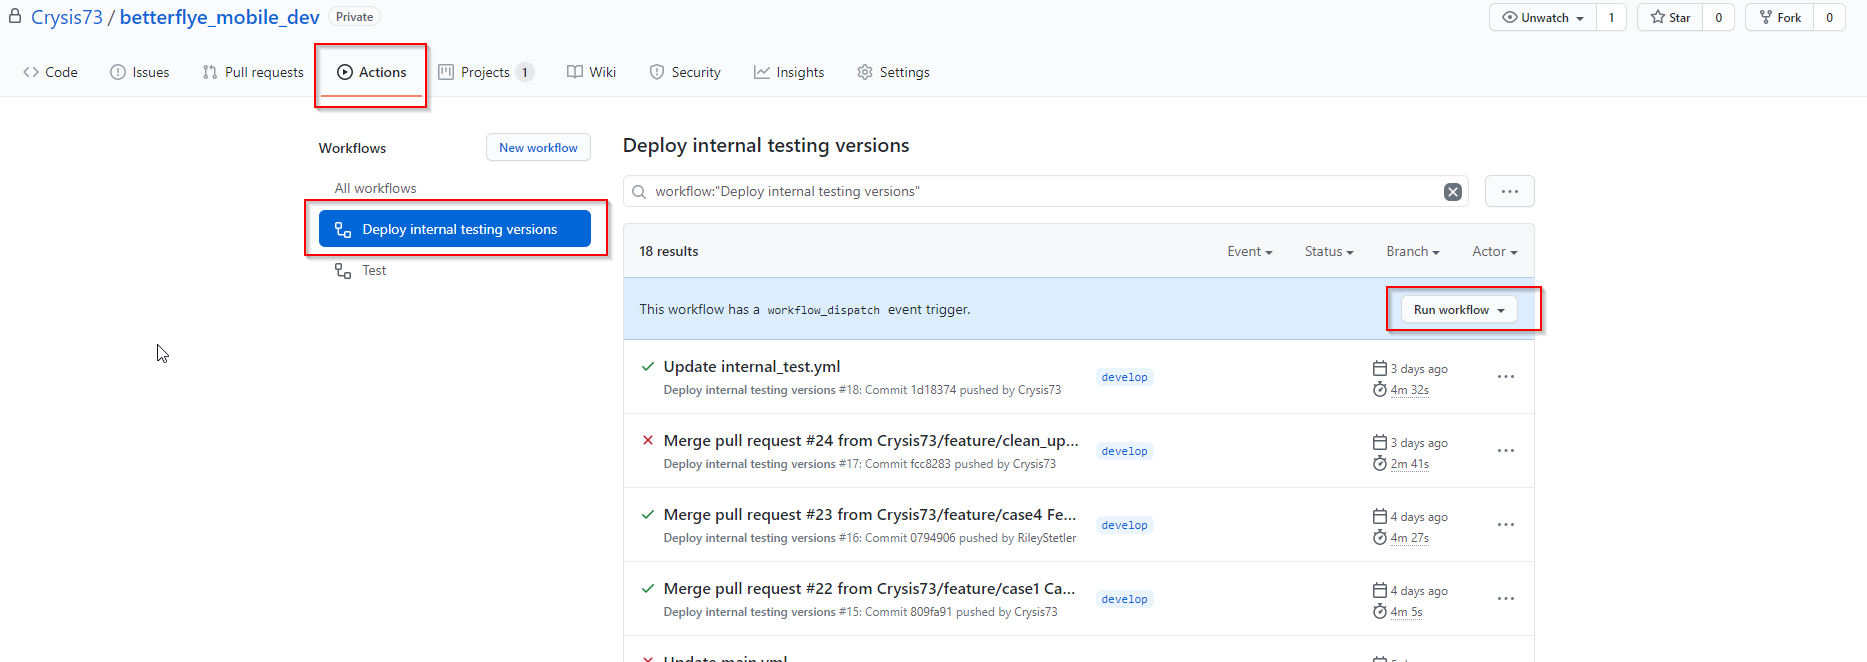 Crysis73 / betterflye_mobile_dev Private Unwatch 1 Star 0 Fork 0
Code Issues Pull requests Actions Projects 1 Wiki Security Insights Settings
Workflows New workflow
All workflows
Deploy internal testing versions
Test
Deploy internal testing versions
workflow:"Deploy internal testing versions"
18 results Event Status Branch Actor
This workflow has a workflow_dispatch event trigger. Run workflow
Update internal_test.yml develop 3 days ago
Deploy internal testing versions #18: Commit 1d18374 pushed by Crysis73 4m 32s
Merge pull request #24 from Crysis73/feature/clean_up... develop 3 days ago
Deploy internal testing versions #17: Commit fcc8283 pushed by Crysis73 2m 41s
Merge pull request #23 from Crysis73/feature/case4 Fe... develop 4 days ago
Deploy internal testing versions #16: Commit 0794906 pushed by RileyStetler 4m 27s
Merge pull request #22 from Crysis73/feature/case1 Ca... develop 4 days ago
Deploy internal testing versions #15: Commit 809fa91 pushed by Crysis73 4m 5s
Update main.yml